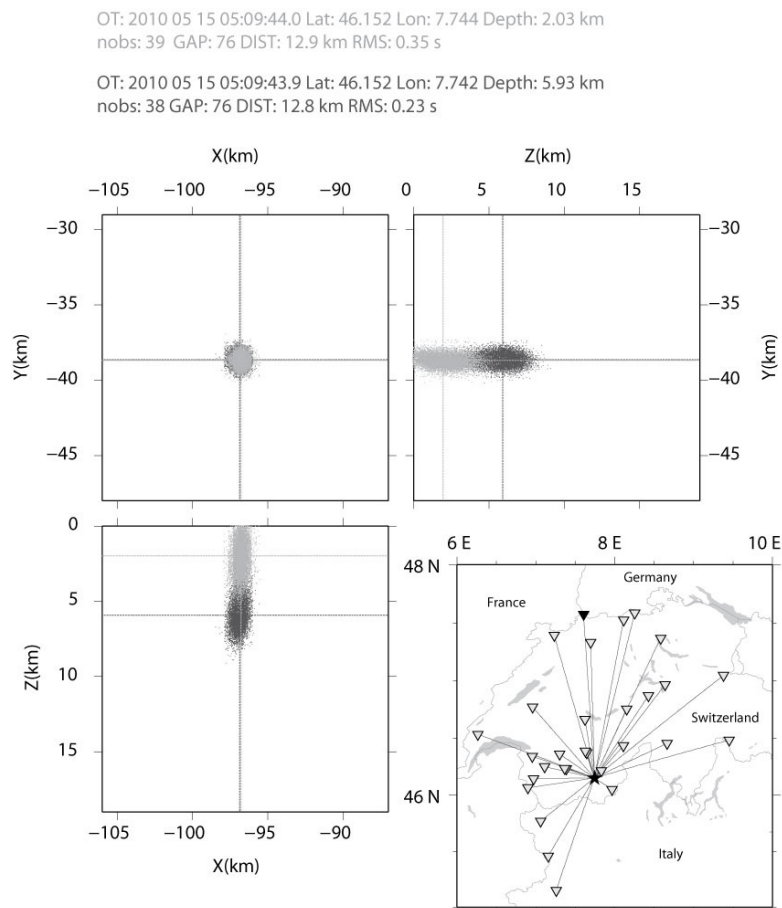 OT: 2010 05 15 05:09:44.0 Lat: 46.152 Lon: 7.744 Depth: 2.03 km
nobs: 39 GAP: 76 DIST: 12.9 km RMS: 0.35 s
OT: 2010 05 15 05:09:43.9 Lat: 46.152 Lon: 7.742 Depth: 5.93 km
nobs: 38 GAP: 76 DIST: 12.8 km RMS: 0.23 s
X(km)
−105 −100 −95 −90
Z(km)
0 5 10 15
−30
−35
−40
−45
Y(km)
−30
−35
−40
−45
Y(km)
0
5
10
15
Z(km)
−105 −100 −95 −90
X(km)
6 E 8 E 10 E
48 N
46 N
France
Germany
Switzerland
Italy